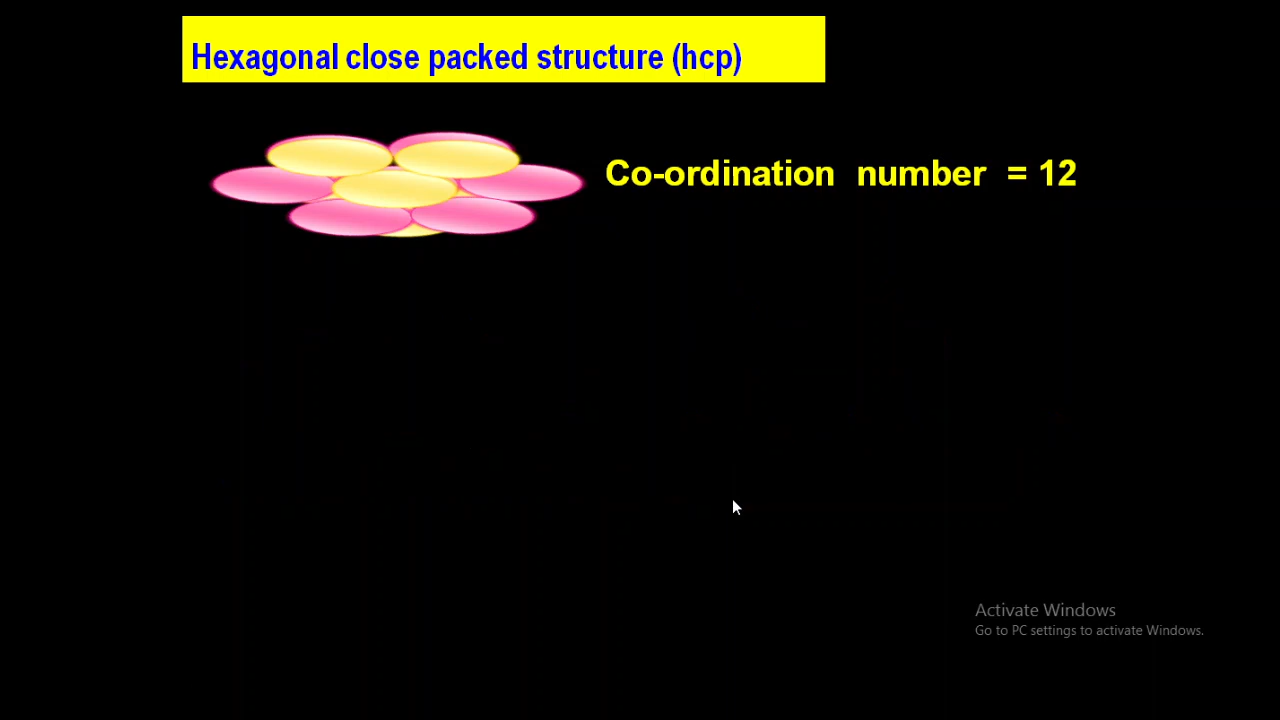 Hexagonal close packed structure (hcp)
Co-ordination number = 12
Activate Windows
Go to PC settings to activate Windows.